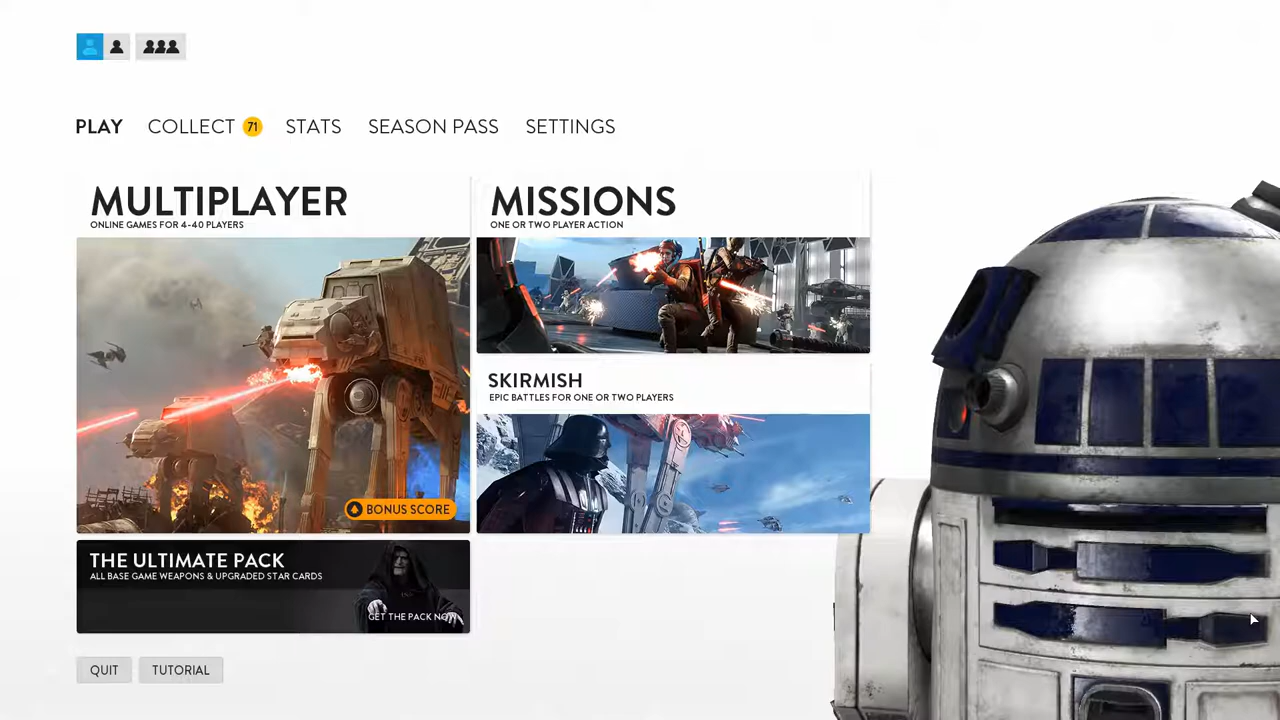 PLAY COLLECT 71 STATS SEASON PASS SETTINGS
MULTIPLAYER
ONLINE GAMES FOR 4-40 PLAYERS
BONUS SCORE
MISSIONS
ONE OR TWO PLAYER ACTION
SKIRMISH
EPIC BATTLES FOR ONE OR TWO PLAYERS
THE ULTIMATE PACK
ALL BASE GAME WEAPONS & UPGRADED STAR CARDS
GET THE PACK NOW
QUIT TUTORIAL